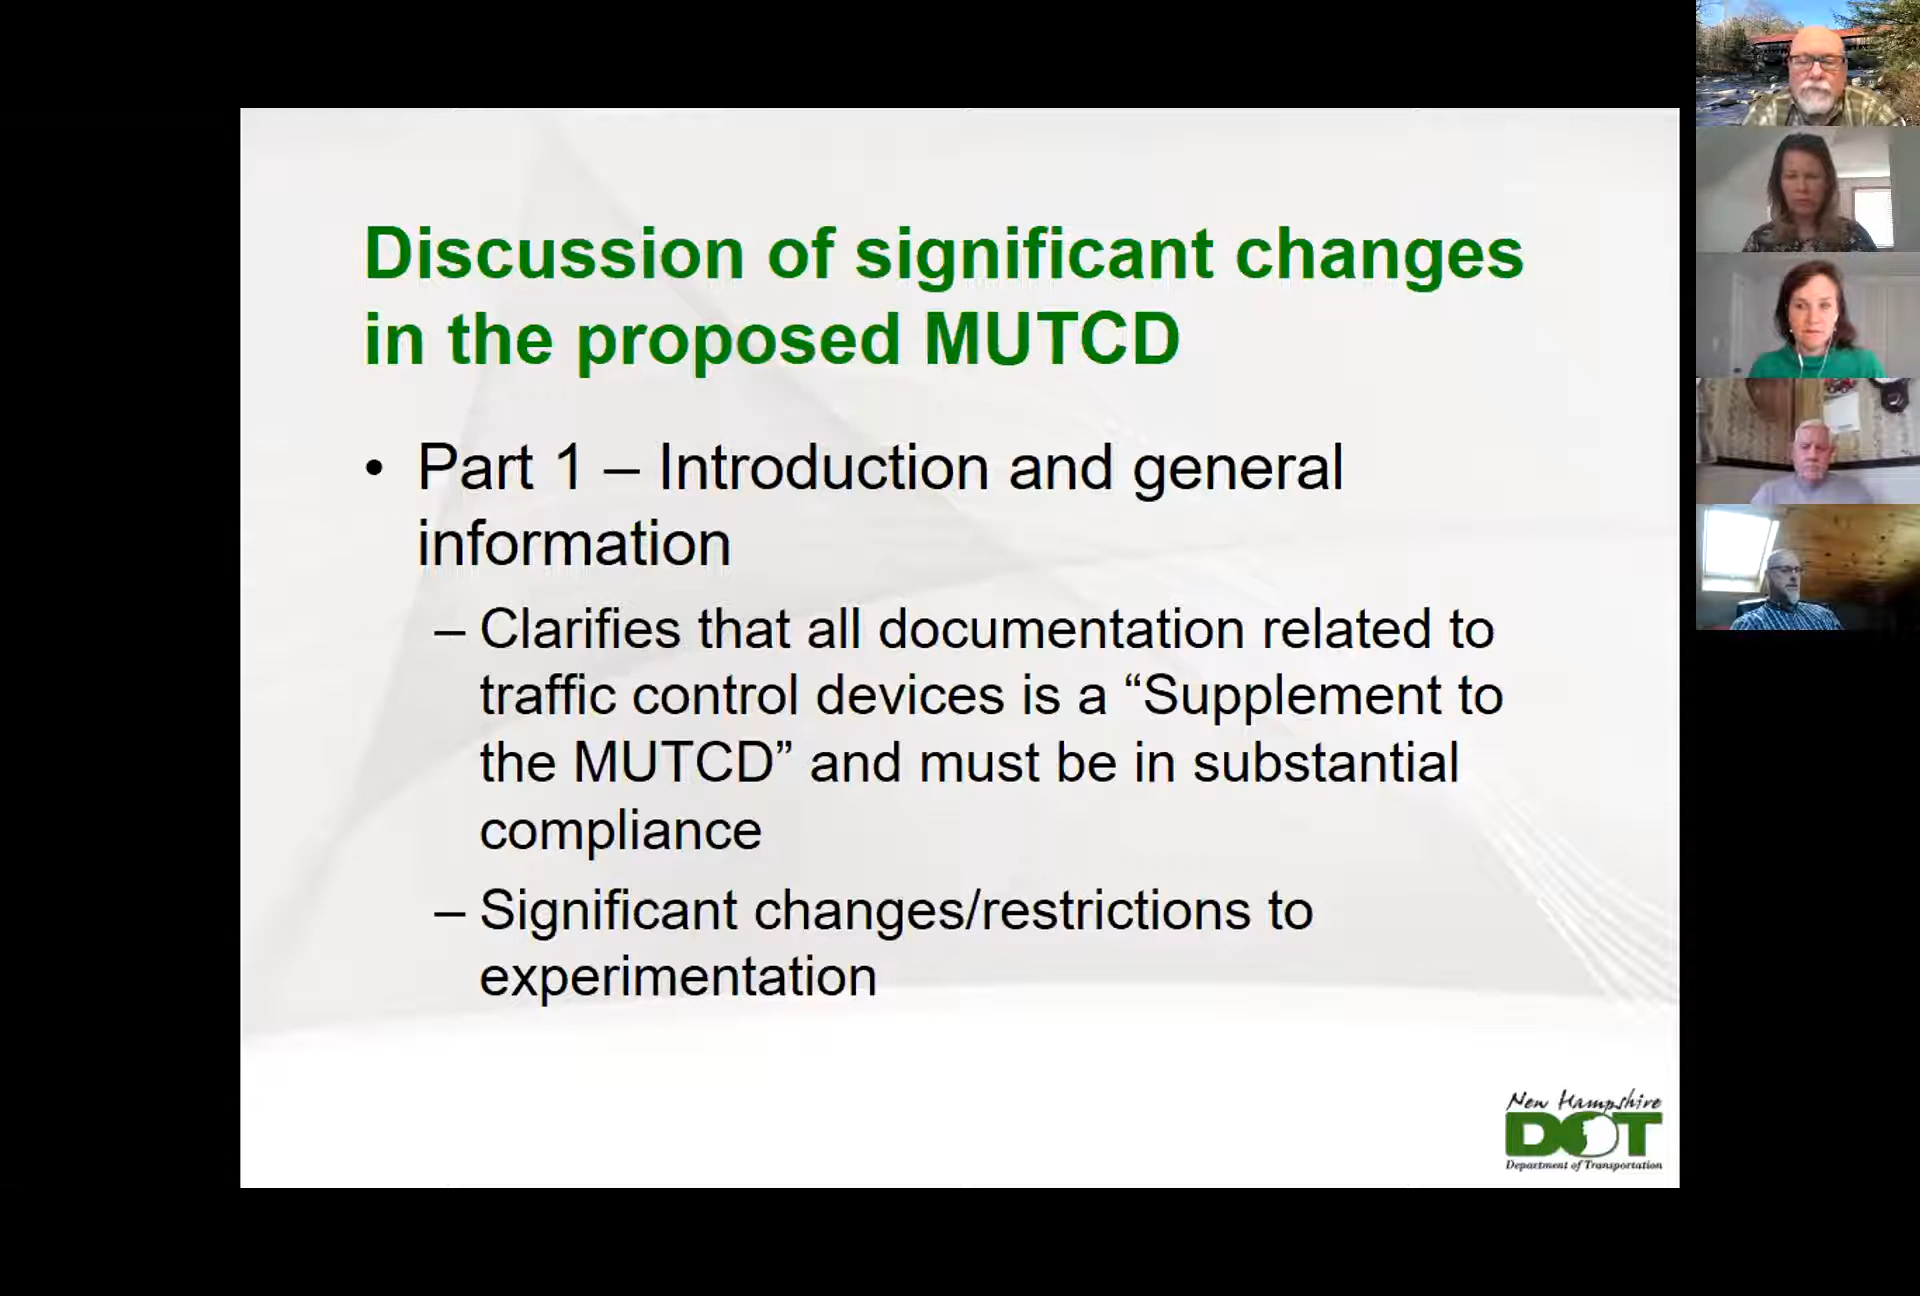 Discussion of significant changes
in the proposed MUTCD
• Part 1 – Introduction and general
information
– Clarifies that all documentation related to
traffic control devices is a “Supplement to
the MUTCD” and must be in substantial
compliance
– Significant changes/restrictions to
experimentation
New Hampshire
DOT
Department of Transportation